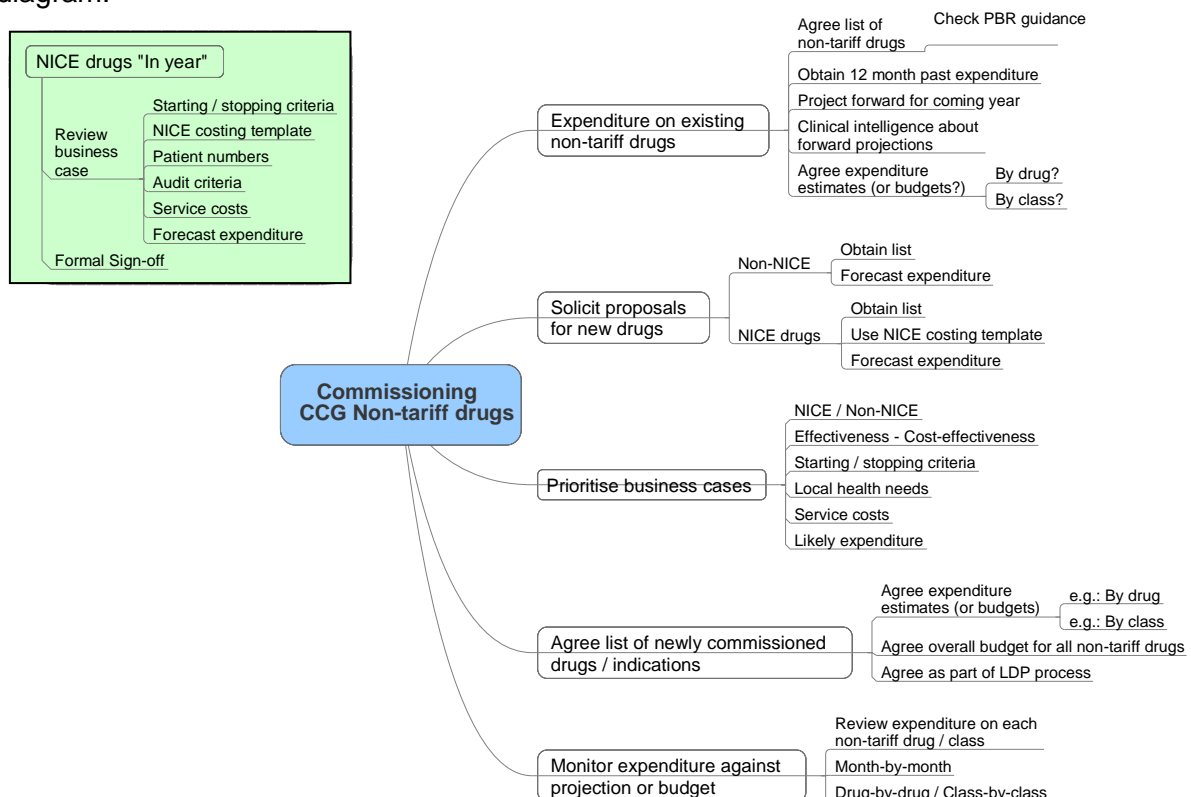 diagram.
NICE drugs "In year"
Review
business
case
Starting / stopping criteria
NICE costing template
Patient numbers
Audit criteria
Service costs
Forecast expenditure
Formal Sign-off
Commissioning
CCG Non-tariff drugs
Expenditure on existing
non-tariff drugs
Agree list of
non-tariff drugs
Check PBR guidance
Obtain 12 month past expenditure
Project forward for coming year
Clinical intelligence about
forward projections
Agree expenditure
estimates (or budgets?)
By drug?
By class?
Solicit proposals
for new drugs
Non-NICE
Obtain list
Forecast expenditure
NICE drugs
Obtain list
Use NICE costing template
Forecast expenditure
Prioritise business cases
NICE / Non-NICE
Effectiveness - Cost-effectiveness
Starting / stopping criteria
Local health needs
Service costs
Likely expenditure
Agree list of newly commissioned
drugs / indications
Agree expenditure
estimates (or budgets)
e.g.: By drug
e.g.: By class
Agree overall budget for all non-tariff drugs
Agree as part of LDP process
Monitor expenditure against
projection or budget
Review expenditure on each
non-tariff drug / class
Month-by-month
Drug-by-drug / Class-by-class